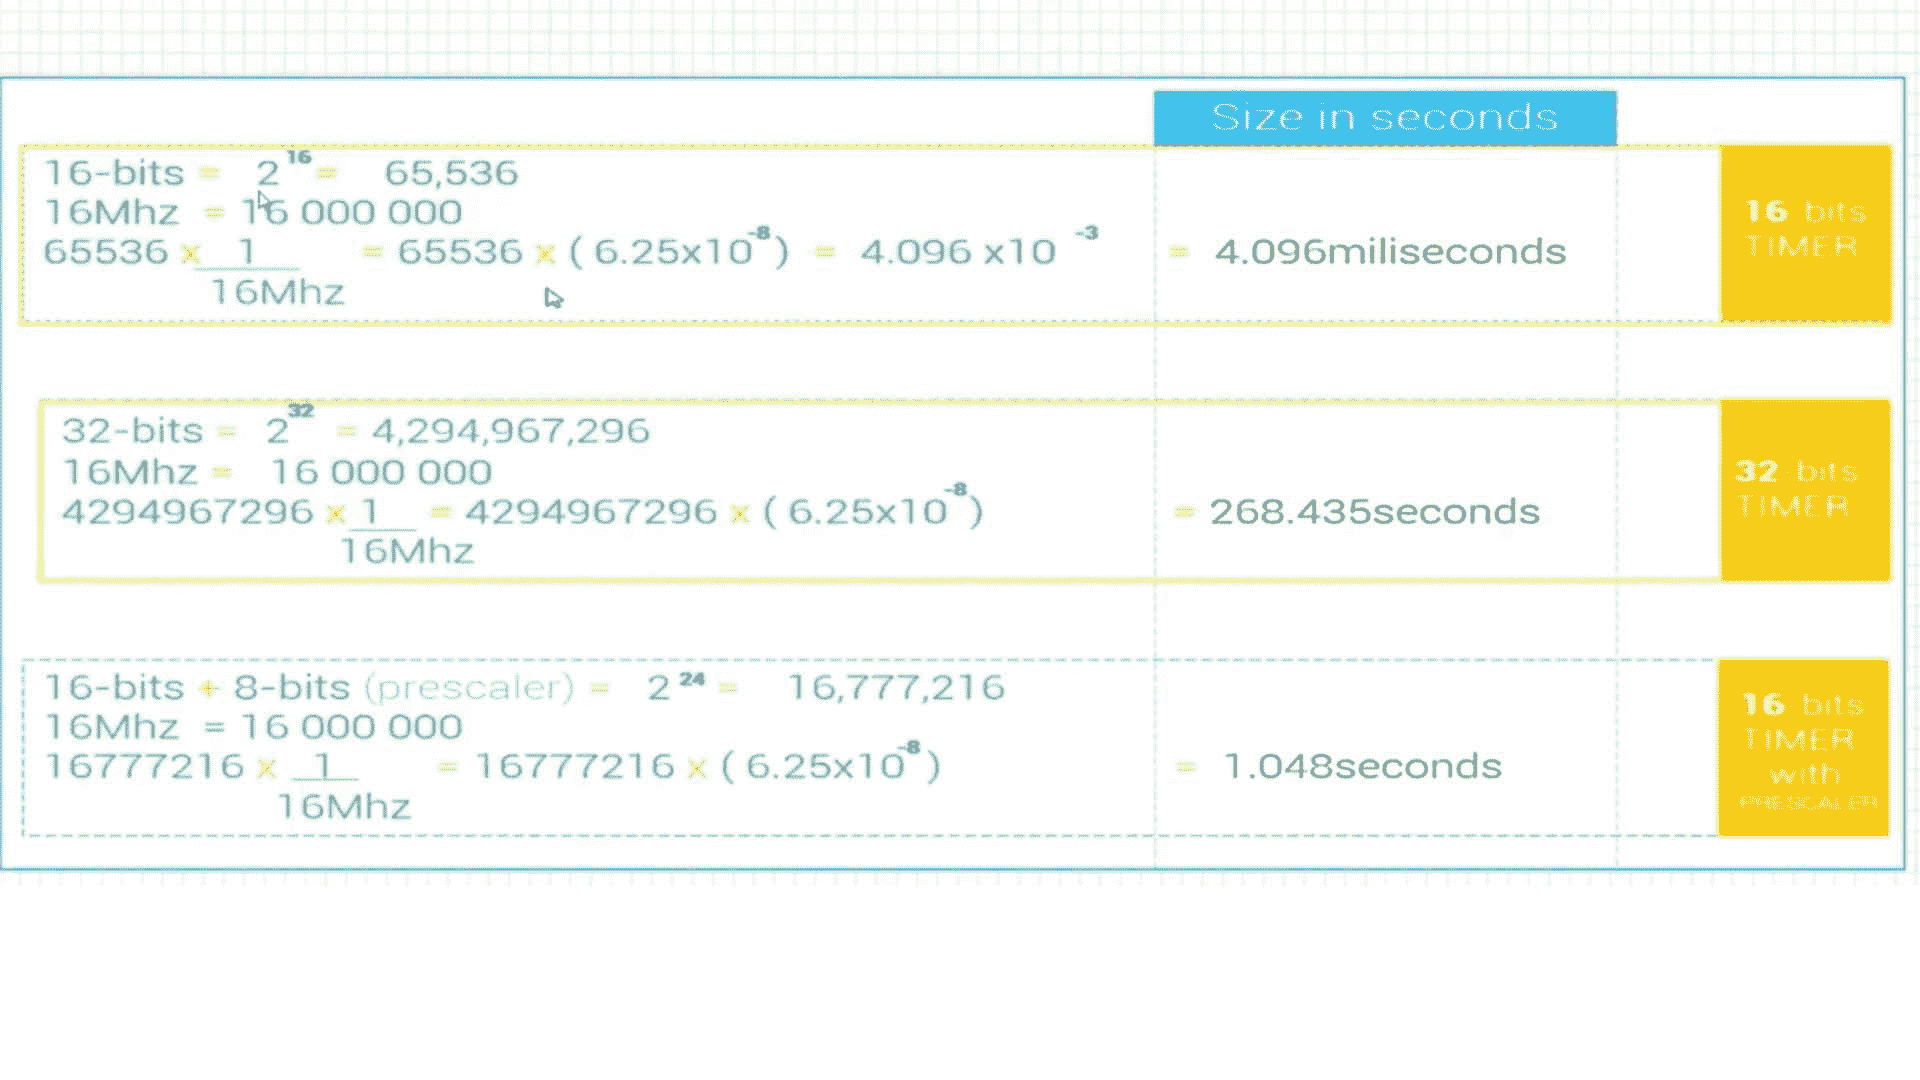 Size in seconds
16-bits = 2^16 = 65,536
16Mhz = 16 000 000
65536 x 1 = 65536 x ( 6.25x10^-8 ) = 4.096 x10^-3 = 4.096miliseconds
16Mhz
16 bits
TIMER
32-bits = 2^32 = 4,294,967,296
16Mhz = 16 000 000
4294967296 x 1 = 4294967296 x ( 6.25x10^-8 ) = 268.435seconds
16Mhz
32 bits
TIMER
16-bits + 8-bits (prescaler) = 2^24 = 16,777,216
16Mhz = 16 000 000
16777216 x 1 = 16777216 x ( 6.25x10^-8 ) = 1.048seconds
16Mhz
16 bits
TIMER
with
PRESCALER